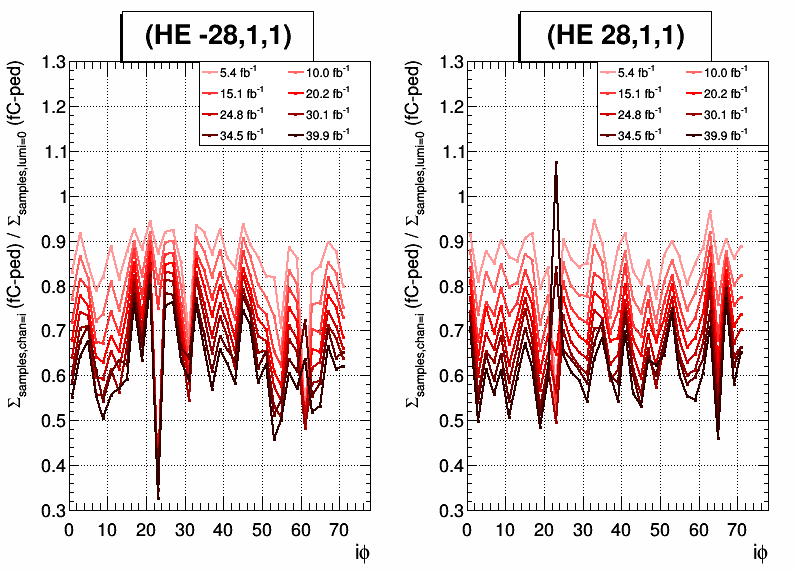 (HE -28,1,1)
Σsamples,chan=i (fC-ped) / Σsamples,lumi=0 (fC-ped)
1.3
1.2
1.1
1
0.9
0.8
0.7
0.6
0.5
0.4
0.3
5.4 fb-1 10.0 fb-1
15.1 fb-1 20.2 fb-1
24.8 fb-1 30.1 fb-1
34.5 fb-1 39.9 fb-1
0 10 20 30 40 50 60 70
iϕ
(HE 28,1,1)
Σsamples,chan=i (fC-ped) / Σsamples,lumi=0 (fC-ped)
1.3
1.2
1.1
1
0.9
0.8
0.7
0.6
0.5
0.4
0.3
5.4 fb-1 10.0 fb-1
15.1 fb-1 20.2 fb-1
24.8 fb-1 30.1 fb-1
34.5 fb-1 39.9 fb-1
0 10 20 30 40 50 60 70
iϕ